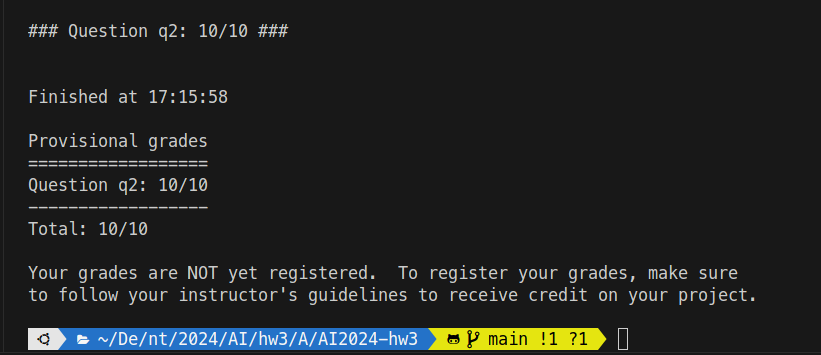 ### Question q2: 10/10 ###
Finished at 17:15:58
Provisional grades
==================
Question q2: 10/10
------------------
Total: 10/10
Your grades are NOT yet registered.  To register your grades, make sure
to follow your instructor's guidelines to receive credit on your project.
~/De/nt/2024/AI/hw3/A/AI2024-hw3 main !1 ?1